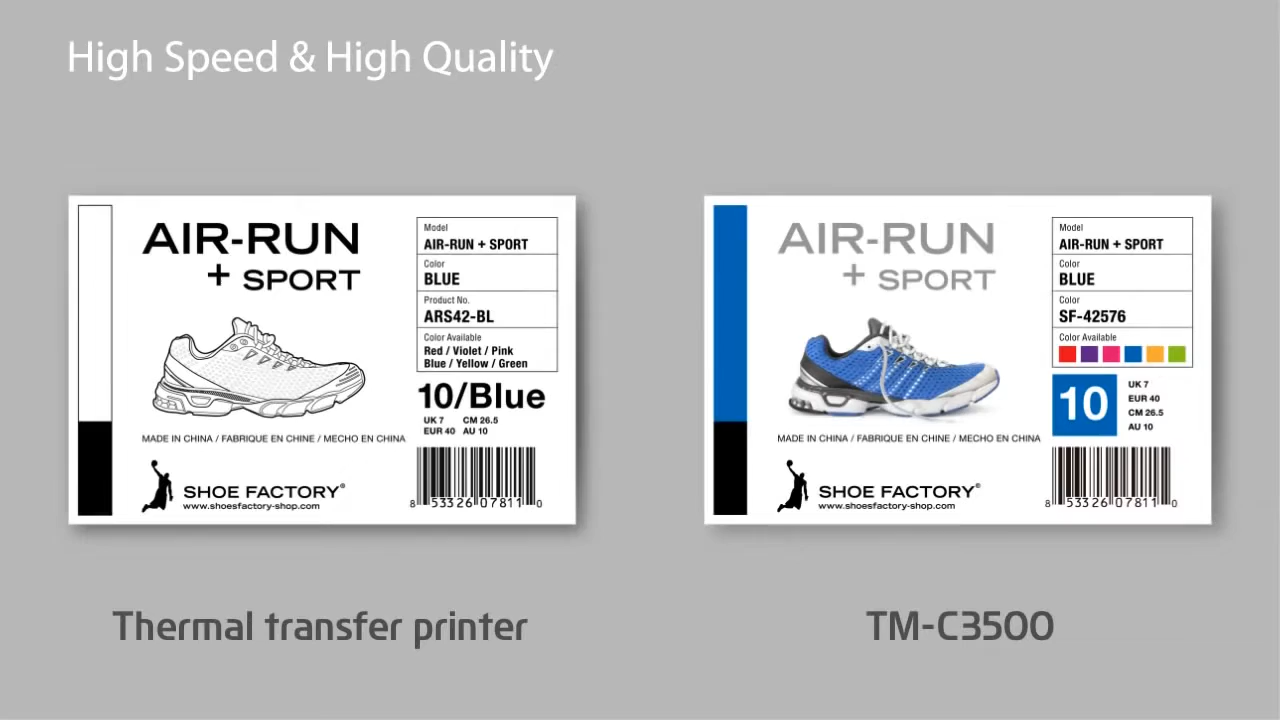 High Speed & High Quality
AIR-RUN
+ SPORT
Model
AIR-RUN + SPORT
Color
BLUE
Product No.
ARS42-BL
Color Available
Red / Violet / Pink
Blue / Yellow / Green
10/Blue
UK 7 CM 26.5
EUR 40 AU 10
MADE IN CHINA / FABRIQUE EN CHINE / MECHO EN CHINA
SHOE FACTORY®
www.shoesfactory-shop.com
8 53326 07811 0
Thermal transfer printer
AIR-RUN
+ SPORT
Model
AIR-RUN + SPORT
Color
BLUE
Color
SF-42576
Color Available
10
UK 7
EUR 40
CM 26.5
AU 10
MADE IN CHINA / FABRIQUE EN CHINE / MECHO EN CHINA
SHOE FACTORY®
www.shoesfactory-shop.com
8 53326 07811 0
TM-C3500